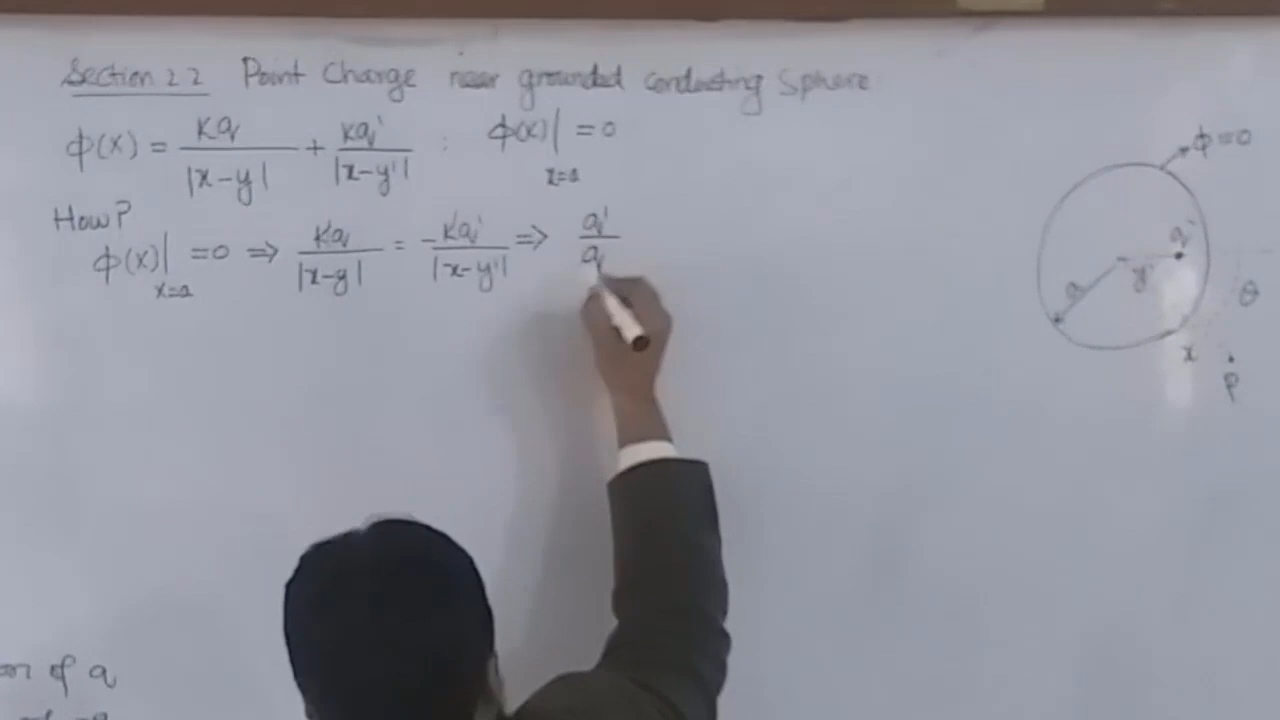 Section 2.2 Point Charge near grounded conducting Sphere
ϕ(x) = Kq/|x-y| + Kq'/|x-y'| : ϕ(x)|x=a = 0
How?
ϕ(x)|x=a = 0 ⇒ Kq/|x-y| = -Kq'/|x-y'| ⇒ q'/q
ϕ=0
q'
y'
a
θ
x
P
of q